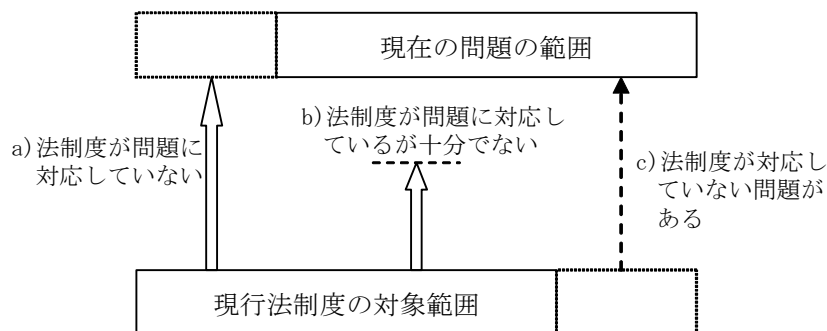 現在の問題の範囲
a)法制度が問題に
対応していない
b)法制度が問題に対応し
ているが十分でない
c)法制度が対応し
ていない問題が
ある
現行法制度の対象範囲